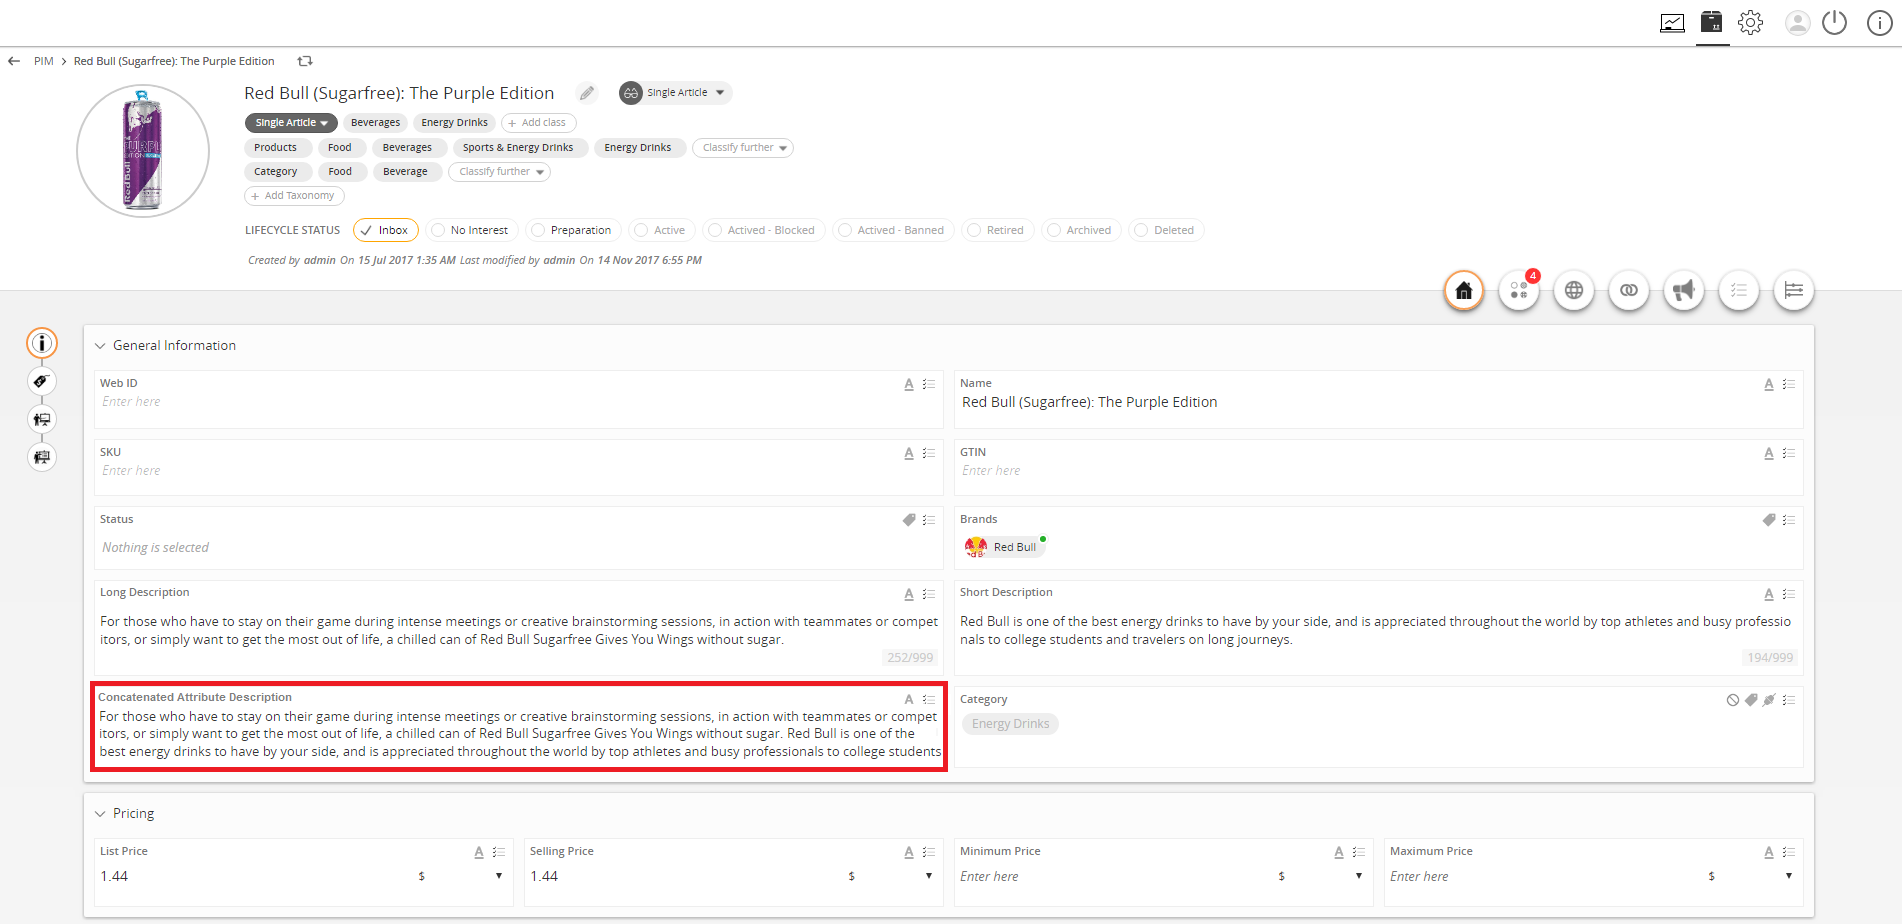 PIM > Red Bull (Sugarfree): The Purple Edition
Red Bull (Sugarfree): The Purple Edition
Single Article
Single Article
Beverages
Energy Drinks
+ Add class
Products
Food
Beverages
Sports & Energy Drinks
Energy Drinks
Classify further
Category
Food
Beverage
Classify further
+ Add Taxonomy
LIFECYCLE STATUS
Inbox
No Interest
Preparation
Active
Actived - Blocked
Actived - Banned
Retired
Archived
Deleted
Created by admin On 15 Jul 2017 1:35 AM Last modified by admin On 14 Nov 2017 6:55 PM
4
General Information
Web ID
Enter here
Name
Red Bull (Sugarfree): The Purple Edition
SKU
Enter here
GTIN
Enter here
Status
Nothing is selected
Brands
Red Bull
Long Description
For those who have to stay on their game during intense meetings or creative brainstorming sessions, in action with teammates or compet
itors, or simply want to get the most out of life, a chilled can of Red Bull Sugarfree Gives You Wings without sugar.
252/999
Short Description
Red Bull is one of the best energy drinks to have by your side, and is appreciated throughout the world by top athletes and busy professio
nals to college students and travelers on long journeys.
194/999
Concatenated Attribute Description
For those who have to stay on their game during intense meetings or creative brainstorming sessions, in action with teammates or compet
itors, or simply want to get the most out of life, a chilled can of Red Bull Sugarfree Gives You Wings without sugar. Red Bull is one of the
best energy drinks to have by your side, and is appreciated throughout the world by top athletes and busy professionals to college students
Category
Energy Drinks
Pricing
List Price
1.44
$
Selling Price
1.44
$
Minimum Price
Enter here
$
Maximum Price
Enter here
$